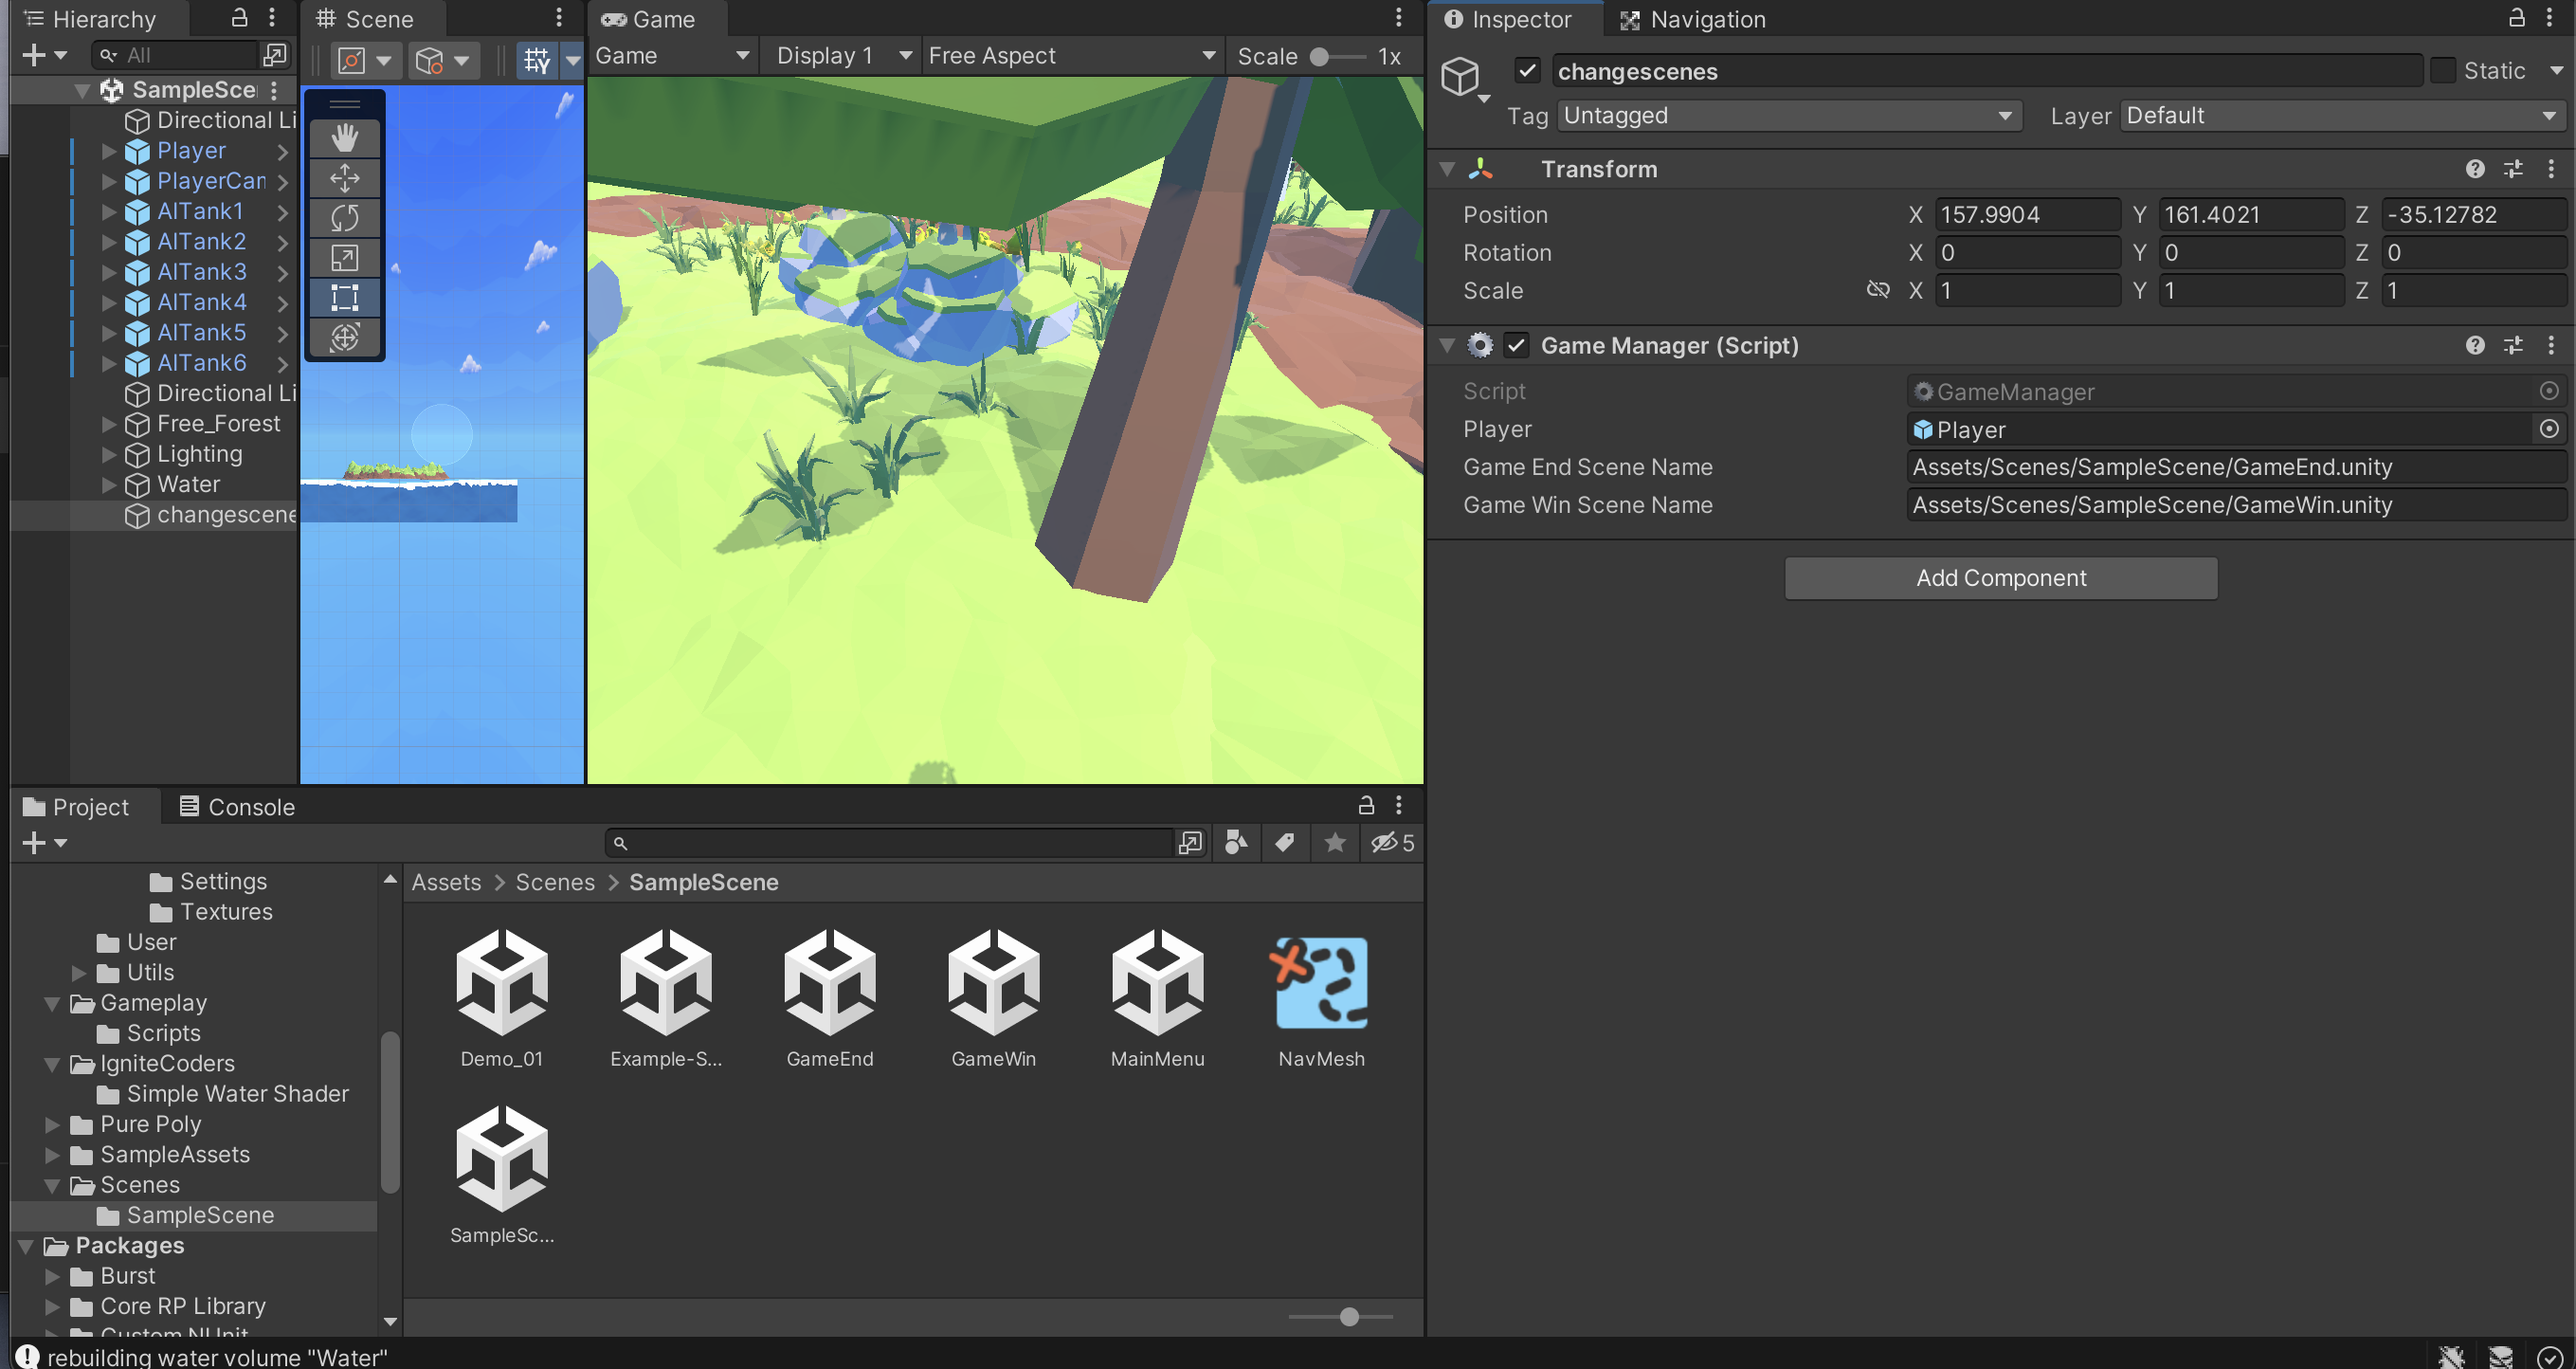 Hierarchy
All
SampleSce
Directional Li
Player
PlayerCan
AITank1
AITank2
AITank3
AITank4
AITank5
AITank6
Directional Li
Free_Forest
Lighting
Water
changescene
Scene
Game
Game
Display 1
Free Aspect
Scale
1x
Inspector
Navigation
changescenes
Static
Tag
Untagged
Layer
Default
Transform
Position
X 157.9904 Y 161.4021 Z -35.12782
Rotation
X 0 Y 0 Z 0
Scale
X 1 Y 1 Z 1
Game Manager (Script)
Script
GameManager
Player
Player
Game End Scene Name
Assets/Scenes/SampleScene/GameEnd.unity
Game Win Scene Name
Assets/Scenes/SampleScene/GameWin.unity
Add Component
Project
Console
5
Settings
Textures
User
Utils
Gameplay
Scripts
IgniteCoders
Simple Water Shader
Pure Poly
SampleAssets
Scenes
SampleScene
Packages
Burst
Core RP Library
Custom NUnit
Assets > Scenes > SampleScene
Demo_01
Example-S...
GameEnd
GameWin
MainMenu
NavMesh
SampleSc...
rebuilding water volume "Water"